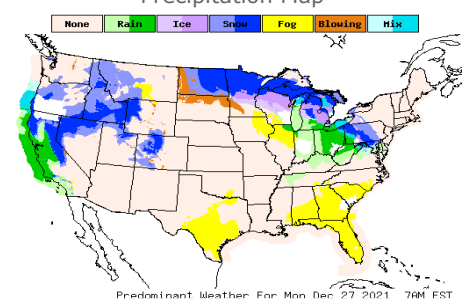 Precipitation Map
None Rain Ice Snow Fog Blowing Mix
Predominant Weather For Mon Dec 27 2021 7AM EST